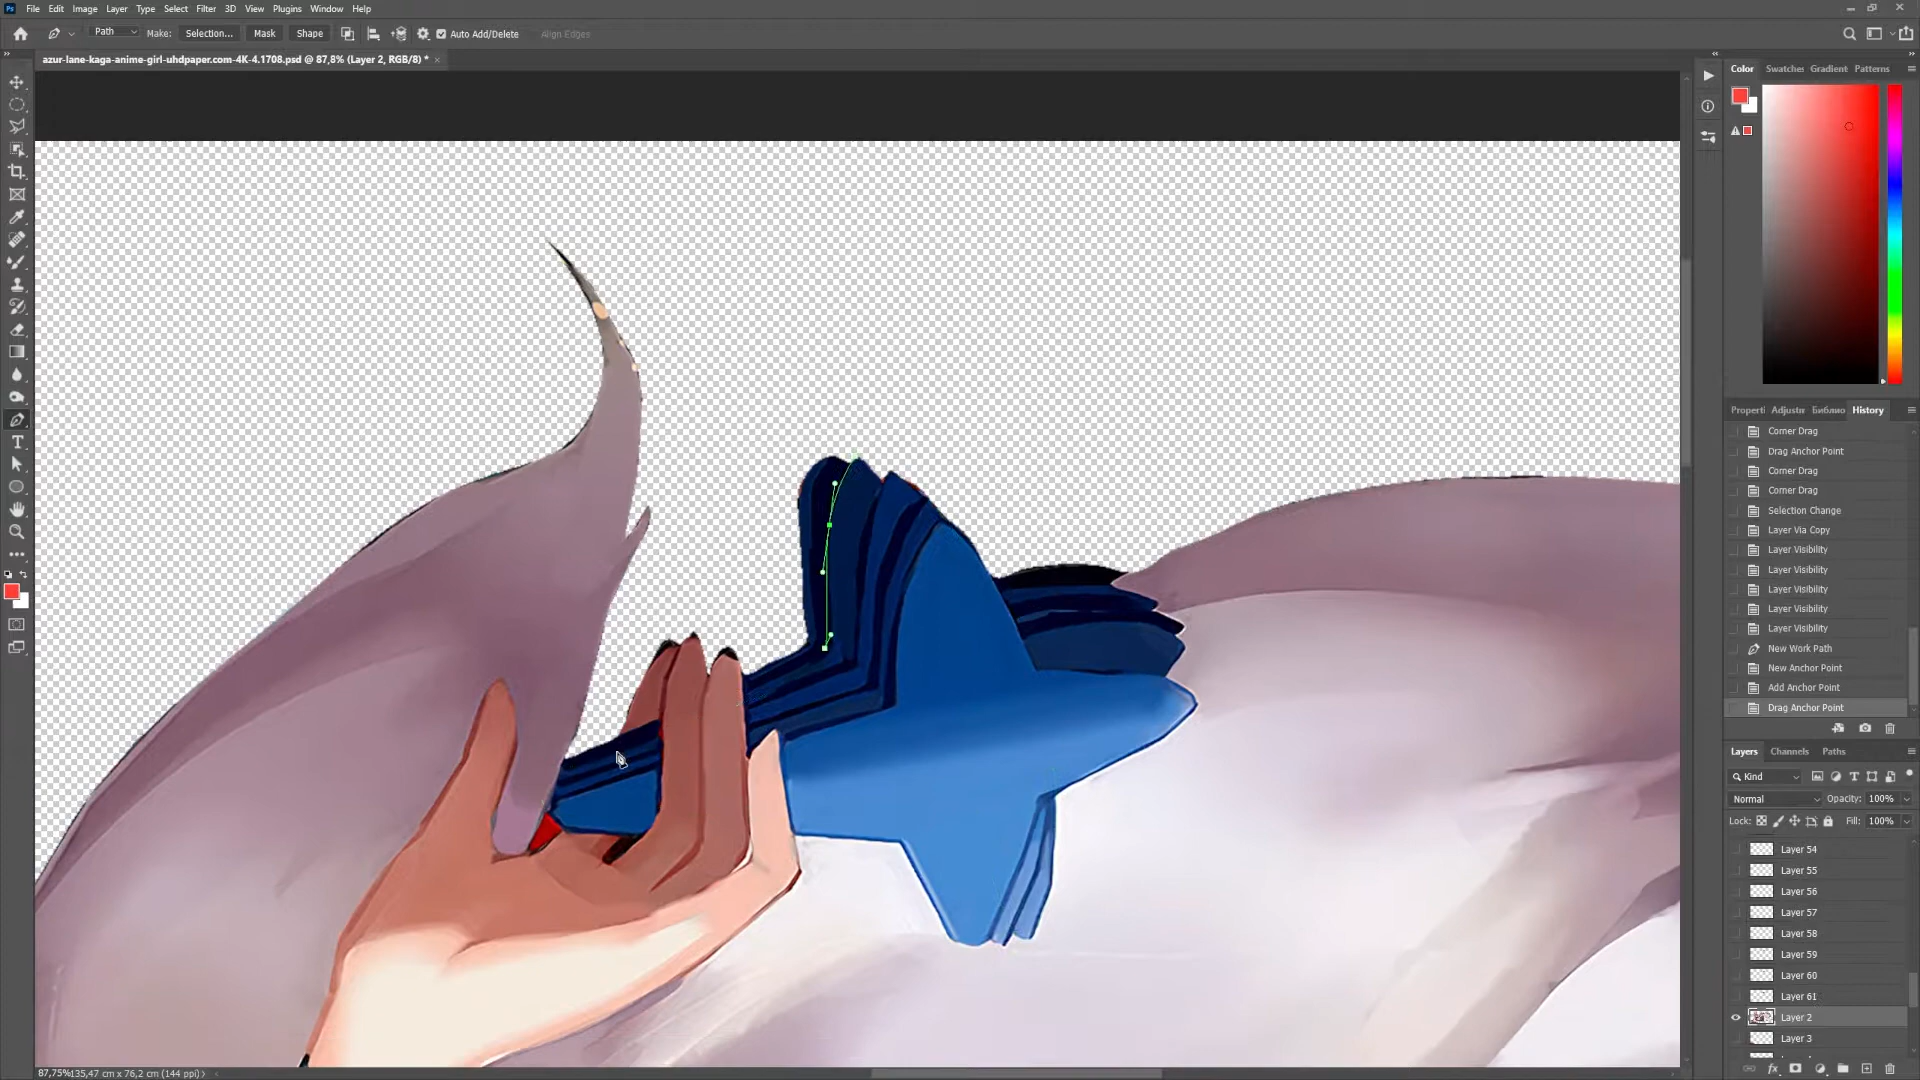 Ps File Edit Image Layer Type Select Filter 3D View Plugins Window Help
Path Make: Selection... Mask Shape Auto Add/Delete Align Edges
azur-lane-kaga-anime-girl-uhdpaper.com-4K-4.1708.psd @ 87,8% (Layer 2, RGB/8) *
Color Swatches Gradient Patterns
Properti Adjustm Библио History
Corner Drag
Drag Anchor Point
Corner Drag
Corner Drag
Selection Change
Layer Via Copy
Layer Visibility
Layer Visibility
Layer Visibility
Layer Visibility
Layer Visibility
New Work Path
New Anchor Point
Add Anchor Point
Drag Anchor Point
Layers Channels Paths
Kind
Normal Opacity: 100%
Lock: Fill: 100%
Layer 54
Layer 55
Layer 56
Layer 57
Layer 58
Layer 59
Layer 60
Layer 61
Layer 2
Layer 3
87,75% 135,47 cm x 76,2 cm (144 ppi)